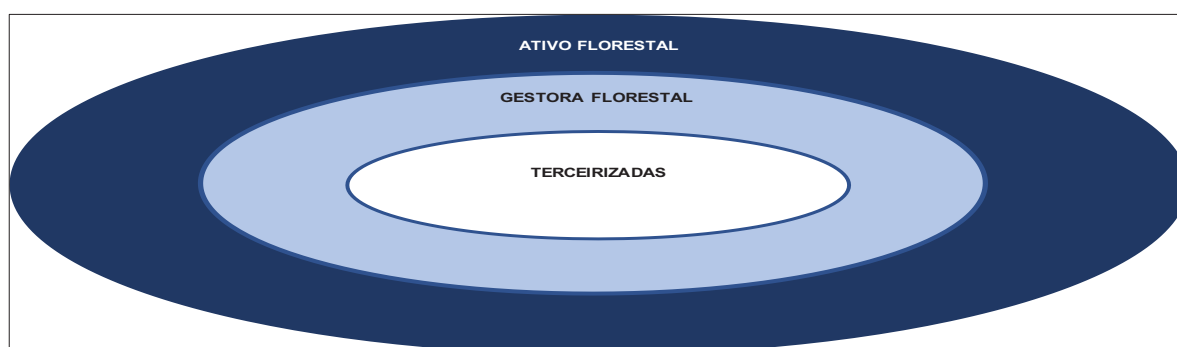 ATIVO FLORESTAL
GESTORA FLORESTAL
TERCEIRIZADAS